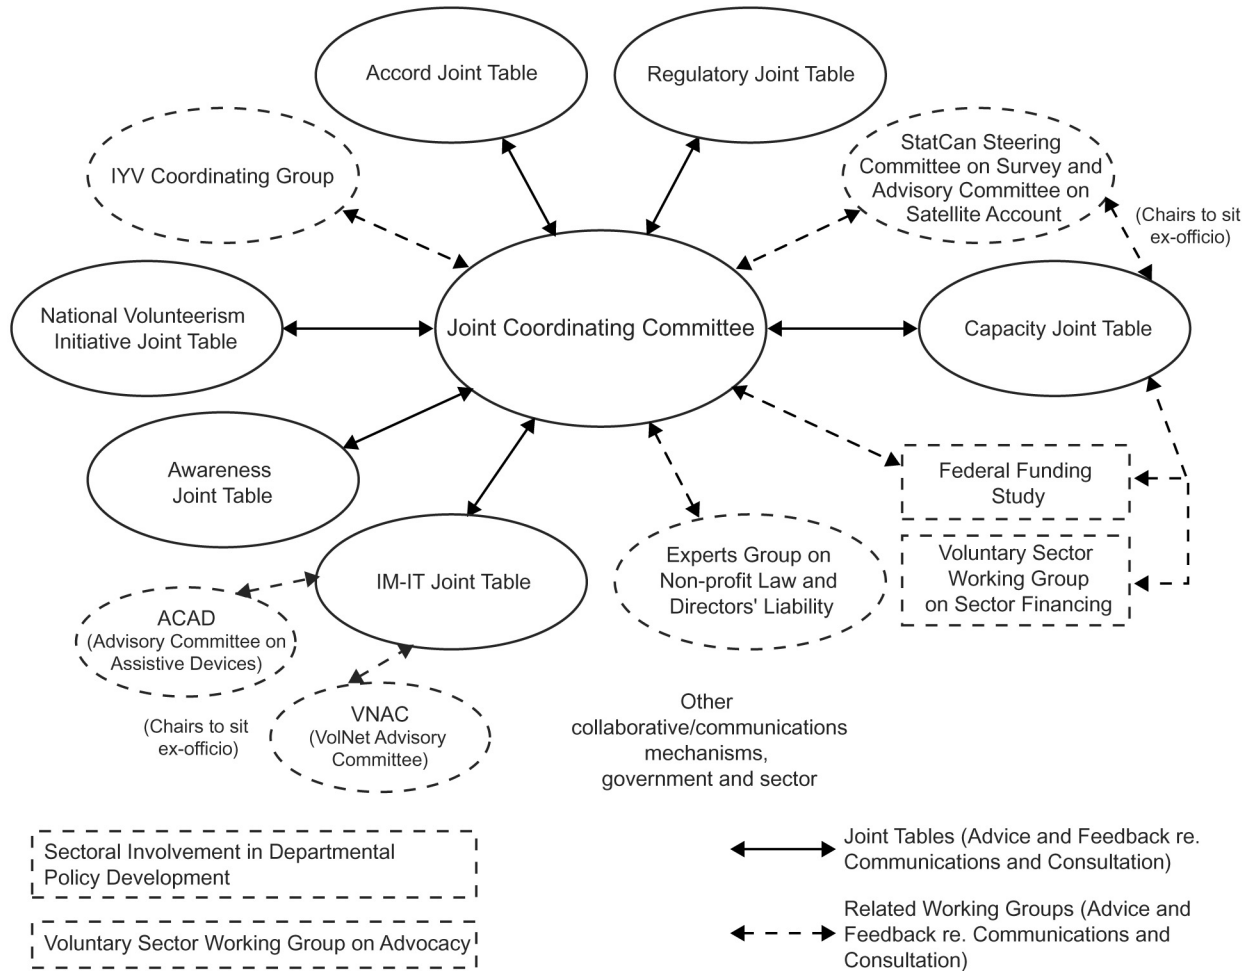 Accord Joint Table
Regulatory Joint Table
IYV Coordinating Group
StatCan Steering
Committee on Survey and
Advisory Committee on
Satellite Account
(Chairs to sit
ex-officio)
National Volunteerism
Initiative Joint Table
Joint Coordinating Committee
Capacity Joint Table
Awareness
Joint Table
Federal Funding
Study
IM-IT Joint Table
Experts Group on
Non-profit Law and
Directors' Liability
Voluntary Sector
Working Group
on Sector Financing
ACAD
(Advisory Committee on
Assistive Devices)
(Chairs to sit
ex-officio)
VNAC
(VolNet Advisory
Committee)
Other
collaborative/communications
mechanisms,
government and sector
Sectoral Involvement in Departmental
Policy Development
Voluntary Sector Working Group on Advocacy
Joint Tables (Advice and Feedback re.
Communications and Consultation)
Related Working Groups (Advice and
Feedback re. Communications and
Consultation)